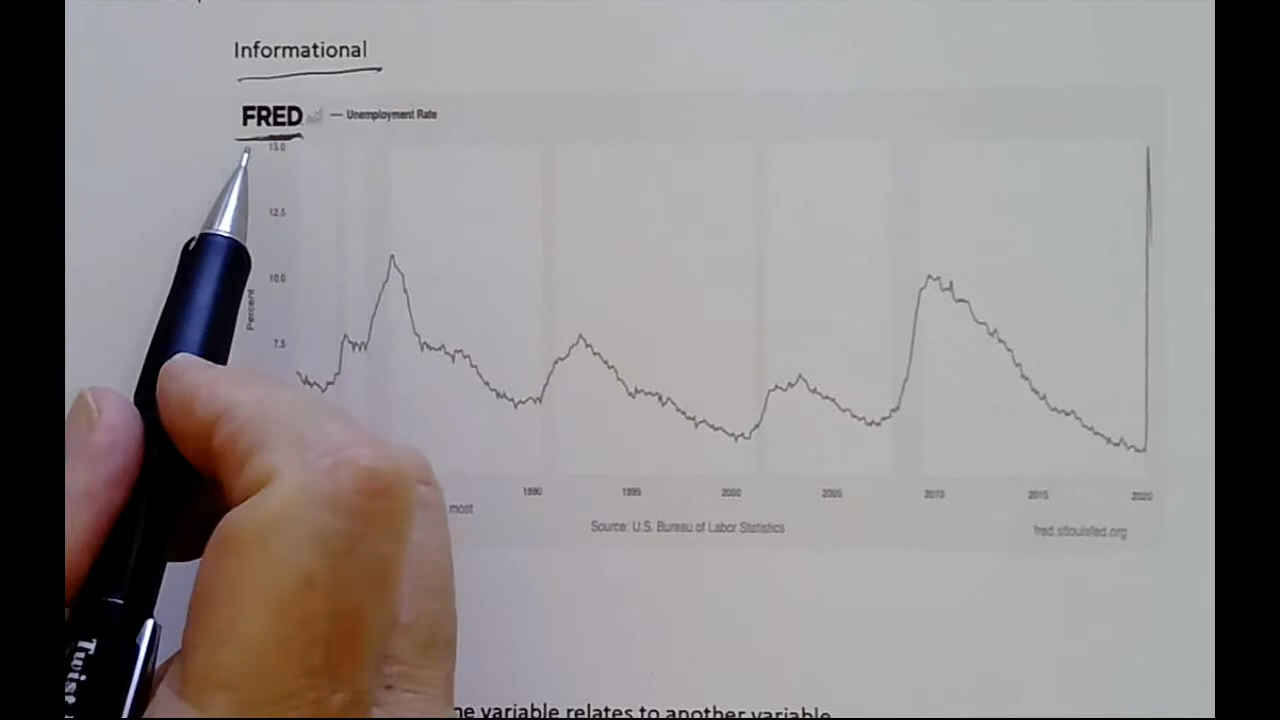 Informational
FRED — Unemployment Rate
15.0
12.5
10.0
7.5
Percent
1990 1995 2000 2005 2010 2015 2020
most
Source: U.S. Bureau of Labor Statistics
fred.stlouisfed.org
Twist
variable relates to another variable